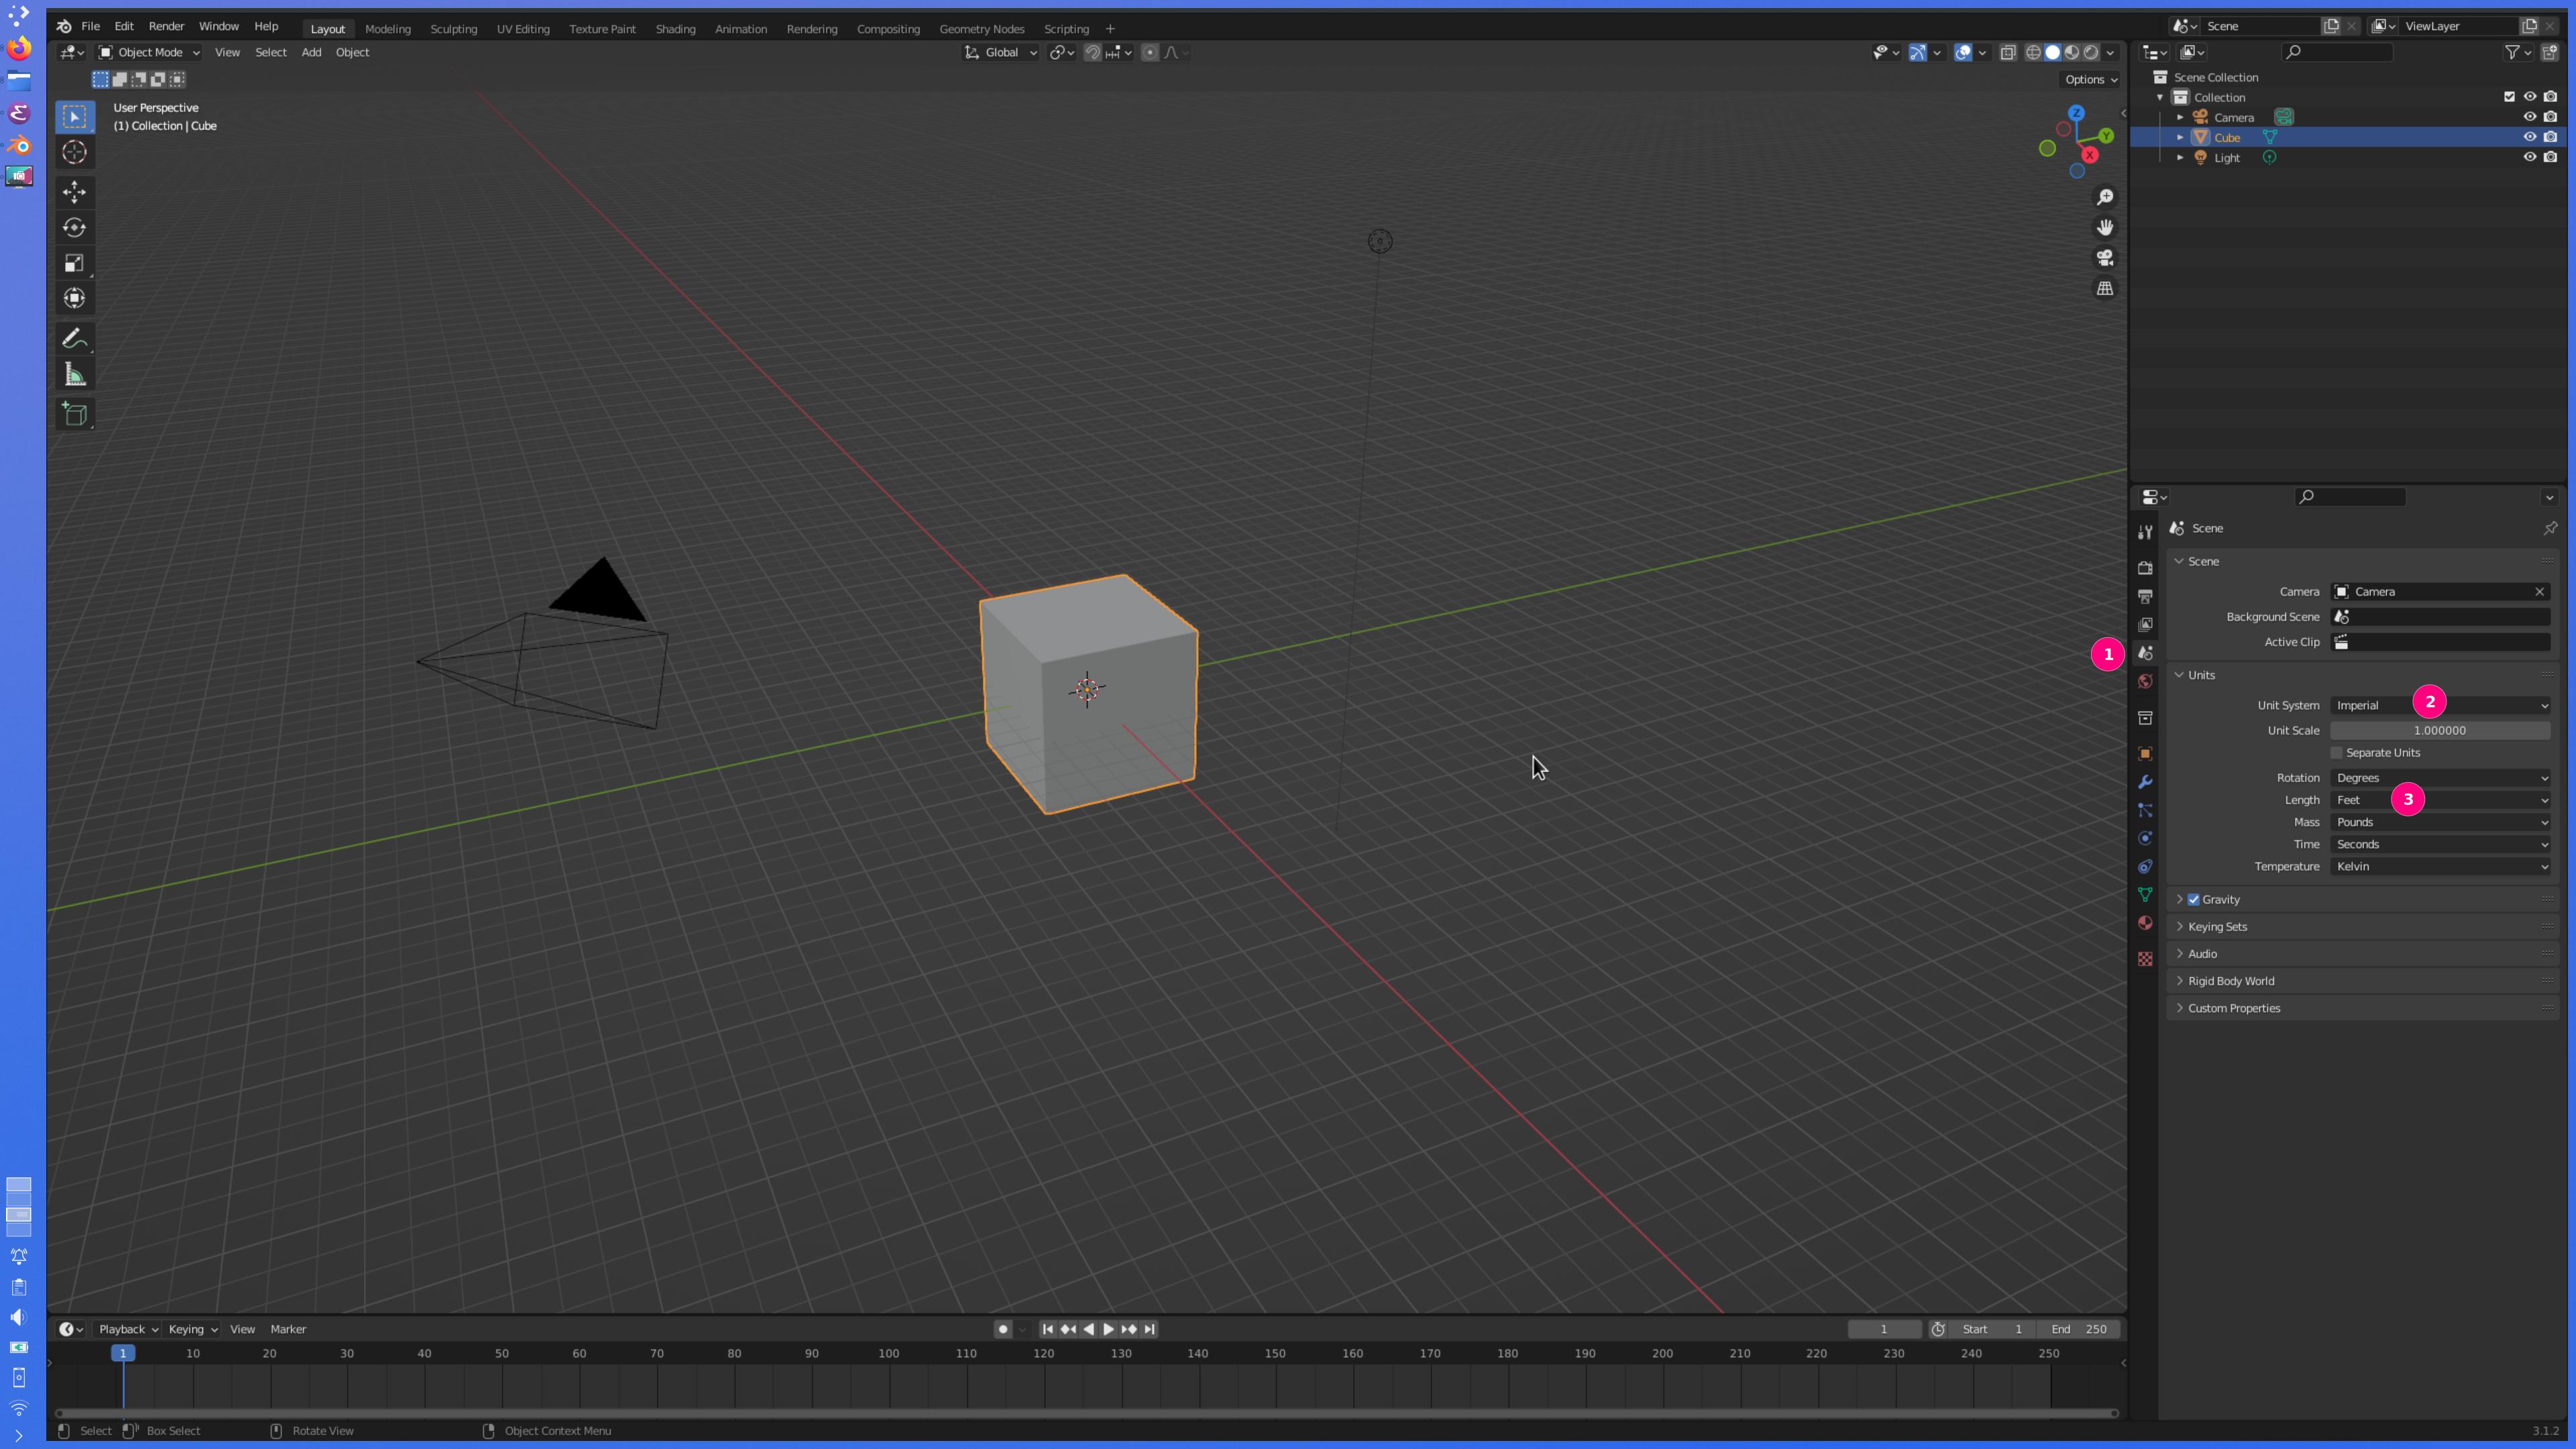 File Edit Render Window Help Layout Modeling Sculpting UV Editing Texture Paint Shading Animation Rendering Compositing Geometry Nodes Scripting + Scene ViewLayer
Object Mode View Select Add Object Global
Options
User Perspective
(1) Collection | Cube
Z
Y
X
Scene Collection
Collection
Camera
Cube
Light
Scene
Scene
Camera Camera
Background Scene
Active Clip
1
Units
Unit System Imperial 2
Unit Scale 1.000000
Separate Units
Rotation Degrees
Length Feet 3
Mass Pounds
Time Seconds
Temperature Kelvin
Gravity
Keying Sets
Audio
Rigid Body World
Custom Properties
Playback Keying View Marker 1 Start 1 End 250
1 10 20 30 40 50 60 70 80 90 100 110 120 130 140 150 160 170 180 190 200 210 220 230 240 250
Select Box Select Rotate View Object Context Menu 3.1.2